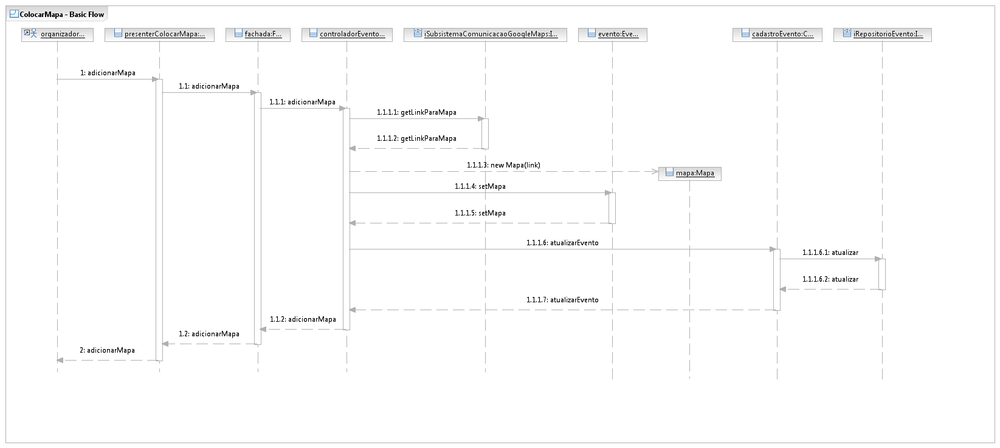 ColocarMapa - Basic Flow
organizador...
presenterColocarMapa:...
fachada:F...
controladorEvento...
iSubsistemaComunicacaoGoogleMaps:I...
evento:Eve...
cadastroEvento:C...
iRepositorioEvento:I...
1: adicionarMapa
1.1: adicionarMapa
1.1.1: adicionarMapa
1.1.1.1: getLinkParaMapa
1.1.1.2: getLinkParaMapa
1.1.1.3: new Mapa(link)
mapa:Mapa
1.1.1.4: setMapa
1.1.1.5: setMapa
1.1.1.6: atualizarEvento
1.1.1.6.1: atualizar
1.1.1.6.2: atualizar
1.1.1.7: atualizarEvento
1.1.2: adicionarMapa
1.2: adicionarMapa
2: adicionarMapa